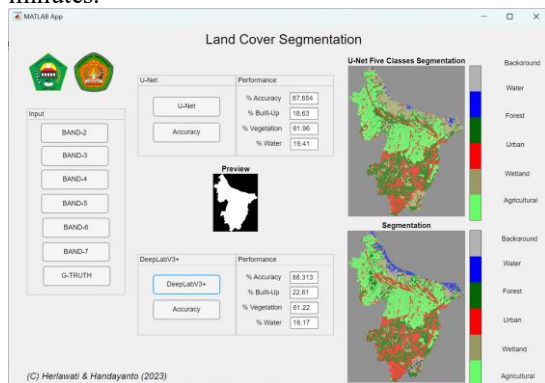 minutes.
MATLAB App
Land Cover Segmentation
Input
BAND-2
BAND-3
BAND-4
BAND-5
BAND-6
BAND-7
G-TRUTH
U-Net
U-Net
Accuracy
Performance
% Accuracy 87.654
% Built-Up 18.63
% Vegetation 61.96
% Water 19.41
Preview
DeepLabV3+
DeepLabV3+
Accuracy
Performance
% Accuracy 88.313
% Built-Up 22.61
% Vegetation 61.22
% Water 16.17
U-Net Five Classes Segmentation
Background
Water
Forest
Urban
Wetland
Agricultural
Segmentation
Background
Water
Forest
Urban
Wetland
Agricultural
(C) Herlawati & Handayanto (2023)